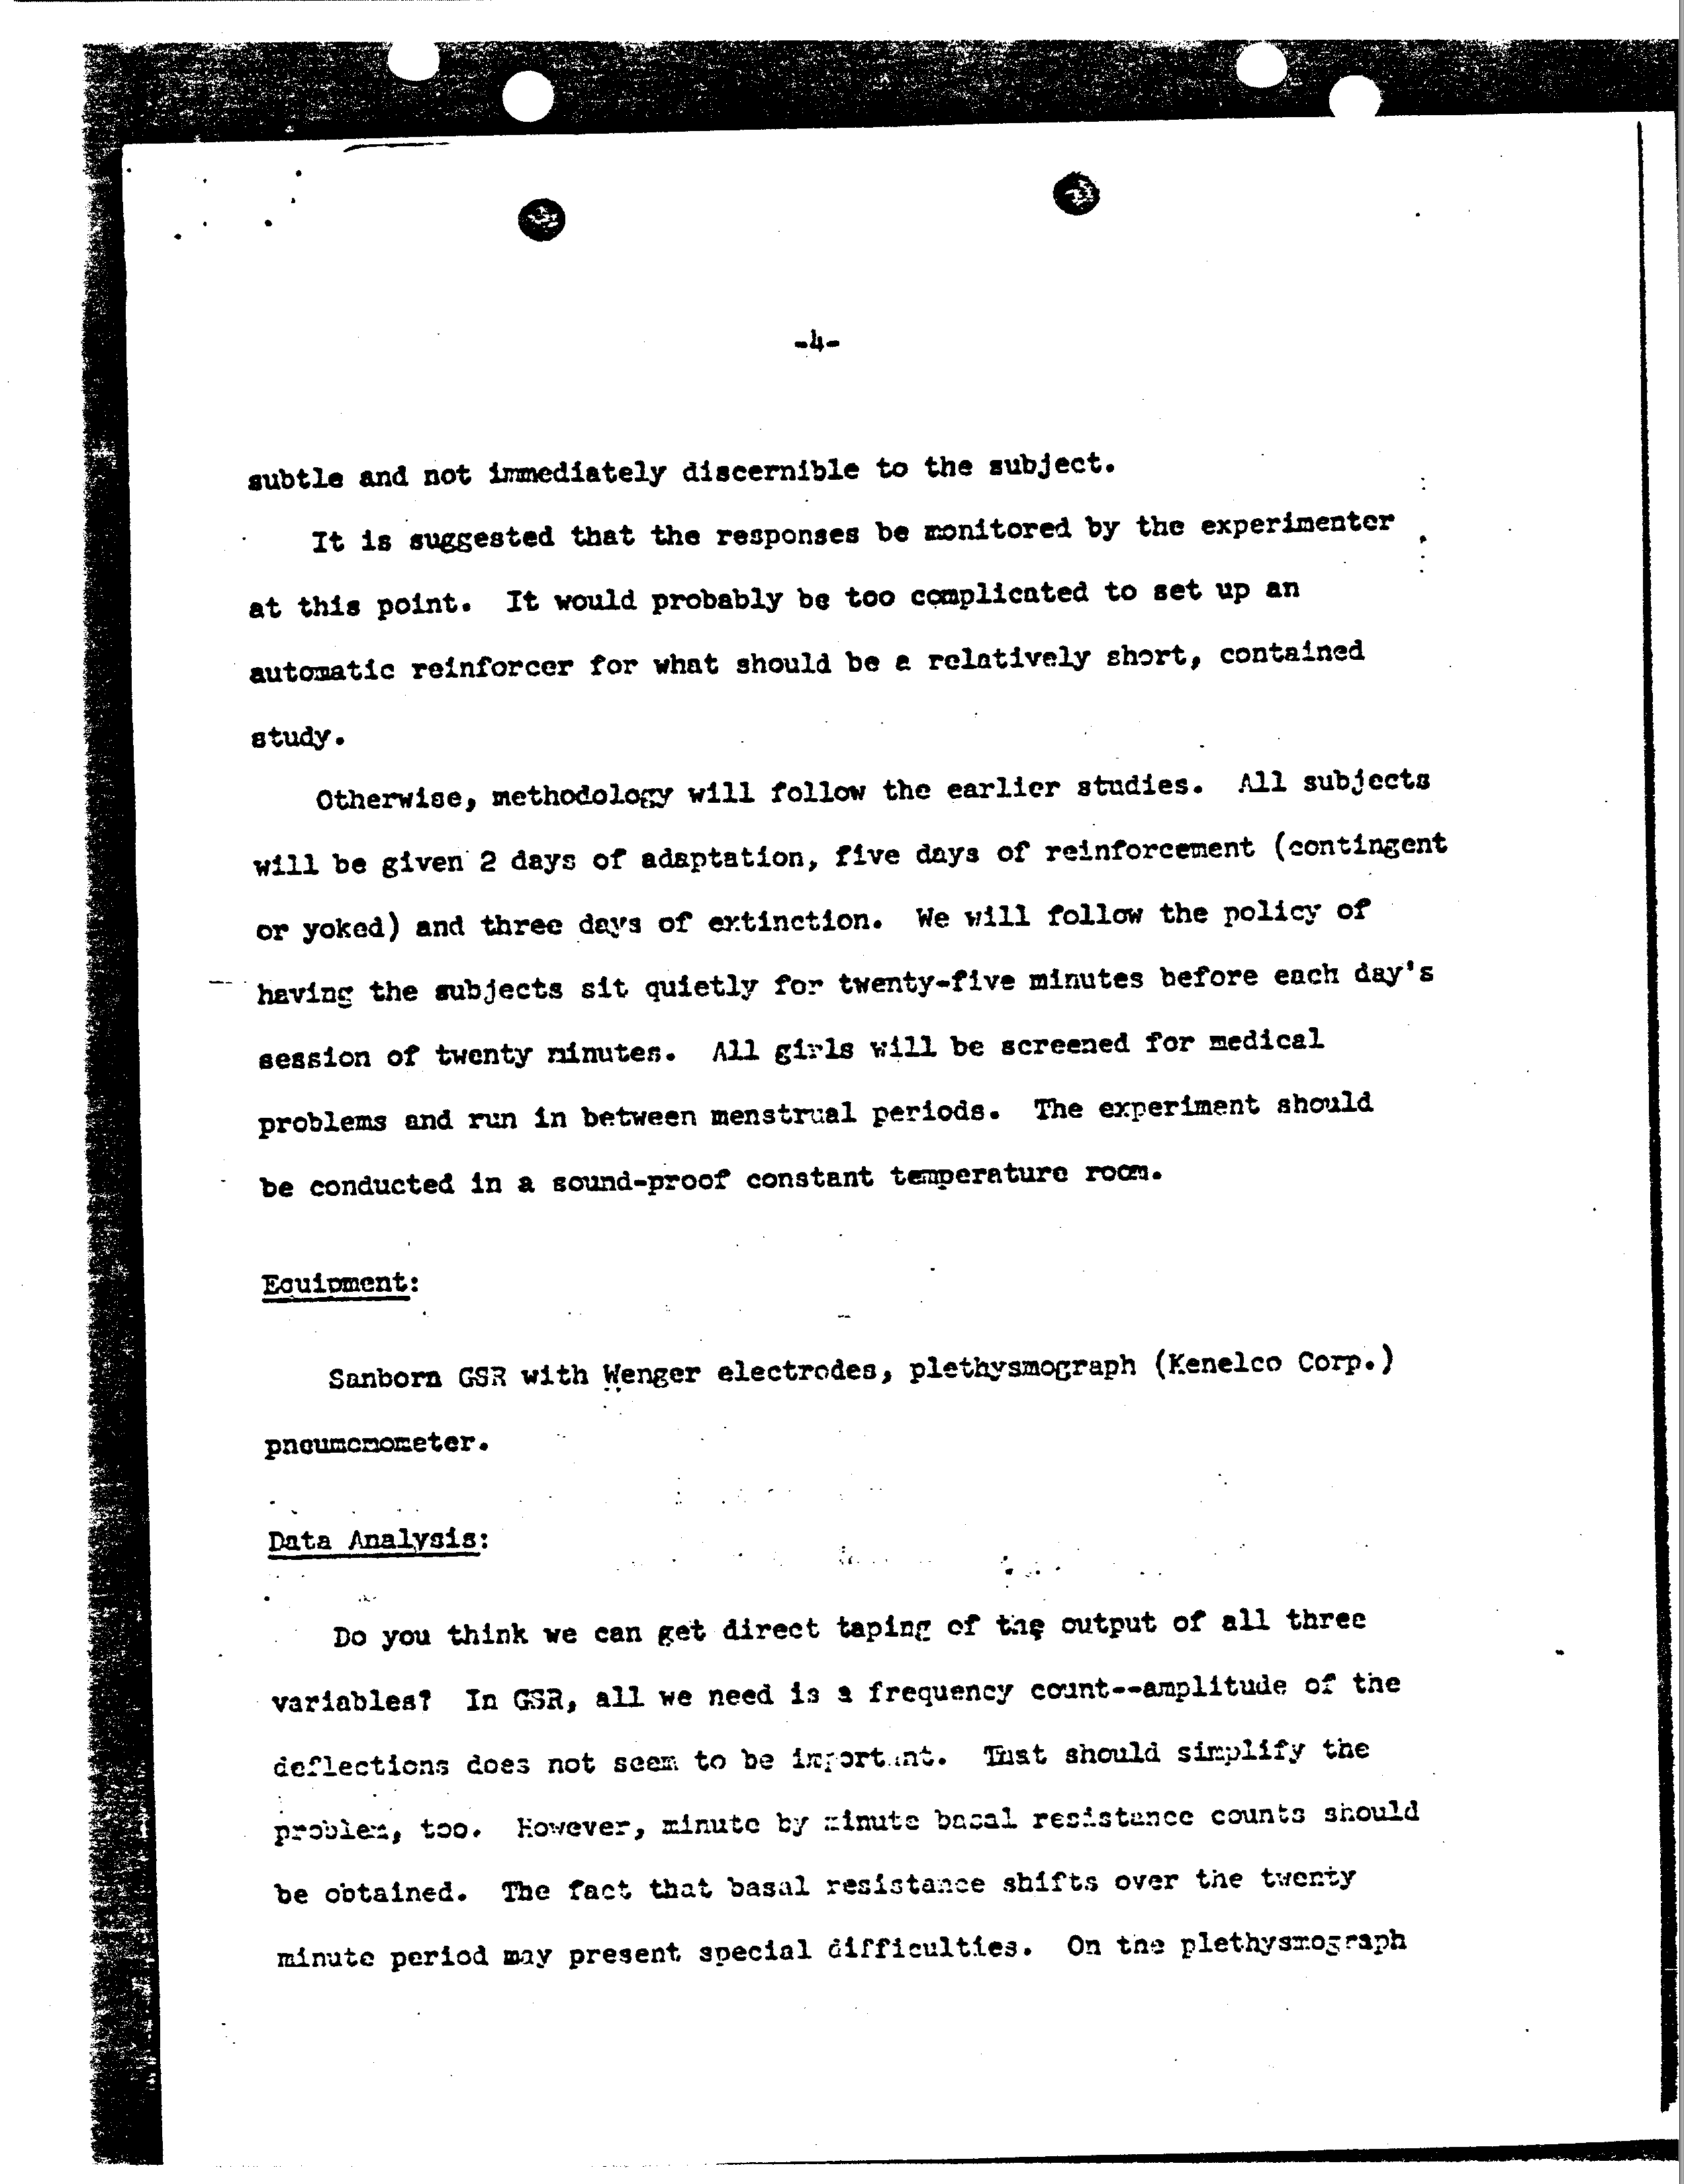 -4-
subtle and not immediately discernible to the subject.
It is suggested that the responses be monitored by the experimenter
at this point. It would probably be too complicated to set up an
automatic reinforcer for what should be a relatively short, contained
study.
Otherwise, methodology will follow the earlier studies. All subjects
will be given 2 days of adaptation, five days of reinforcement (contingent
or yoked) and three days of extinction. We will follow the policy of
having the subjects sit quietly for twenty-five minutes before each day's
session of twenty minutes. All girls will be screened for medical
problems and run in between menstrual periods. The experiment should
be conducted in a sound-proof constant temperature room.
Equipment:
Sanborn GSR with Wenger electrodes, plethysmograph (Kenelco Corp.)
pneumonometer.
Data Analysis:
Do you think we can get direct taping of the output of all three
variables? In GSR, all we need is a frequency count--amplitude of the
deflections does not seem to be important. That should simplify the
problem, too. However, minute by minute basal resistance counts should
be obtained. The fact that basal resistance shifts over the twenty
minute period may present special difficulties. On the plethysmograph